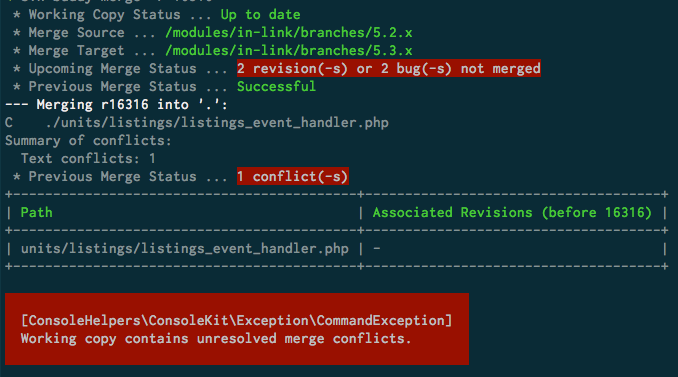 * Working Copy Status ... Up to date
* Merge Source ... /modules/in-link/branches/5.2.x
* Merge Target ... /modules/in-link/branches/5.3.x
* Upcoming Merge Status ... 2 revision(-s) or 2 bug(-s) not merged
* Previous Merge Status ... Successful
--- Merging r16316 into '.':
C    ./units/listings/listings_event_handler.php
Summary of conflicts:
  Text conflicts: 1
* Previous Merge Status ... 1 conflict(-s)
+--------------------------------------------+--------------------------------------+
| Path | Associated Revisions (before 16316) |
+--------------------------------------------+--------------------------------------+
| units/listings/listings_event_handler.php | - |
+--------------------------------------------+--------------------------------------+
[ConsoleHelpers\ConsoleKit\Exception\CommandException]
Working copy contains unresolved merge conflicts.